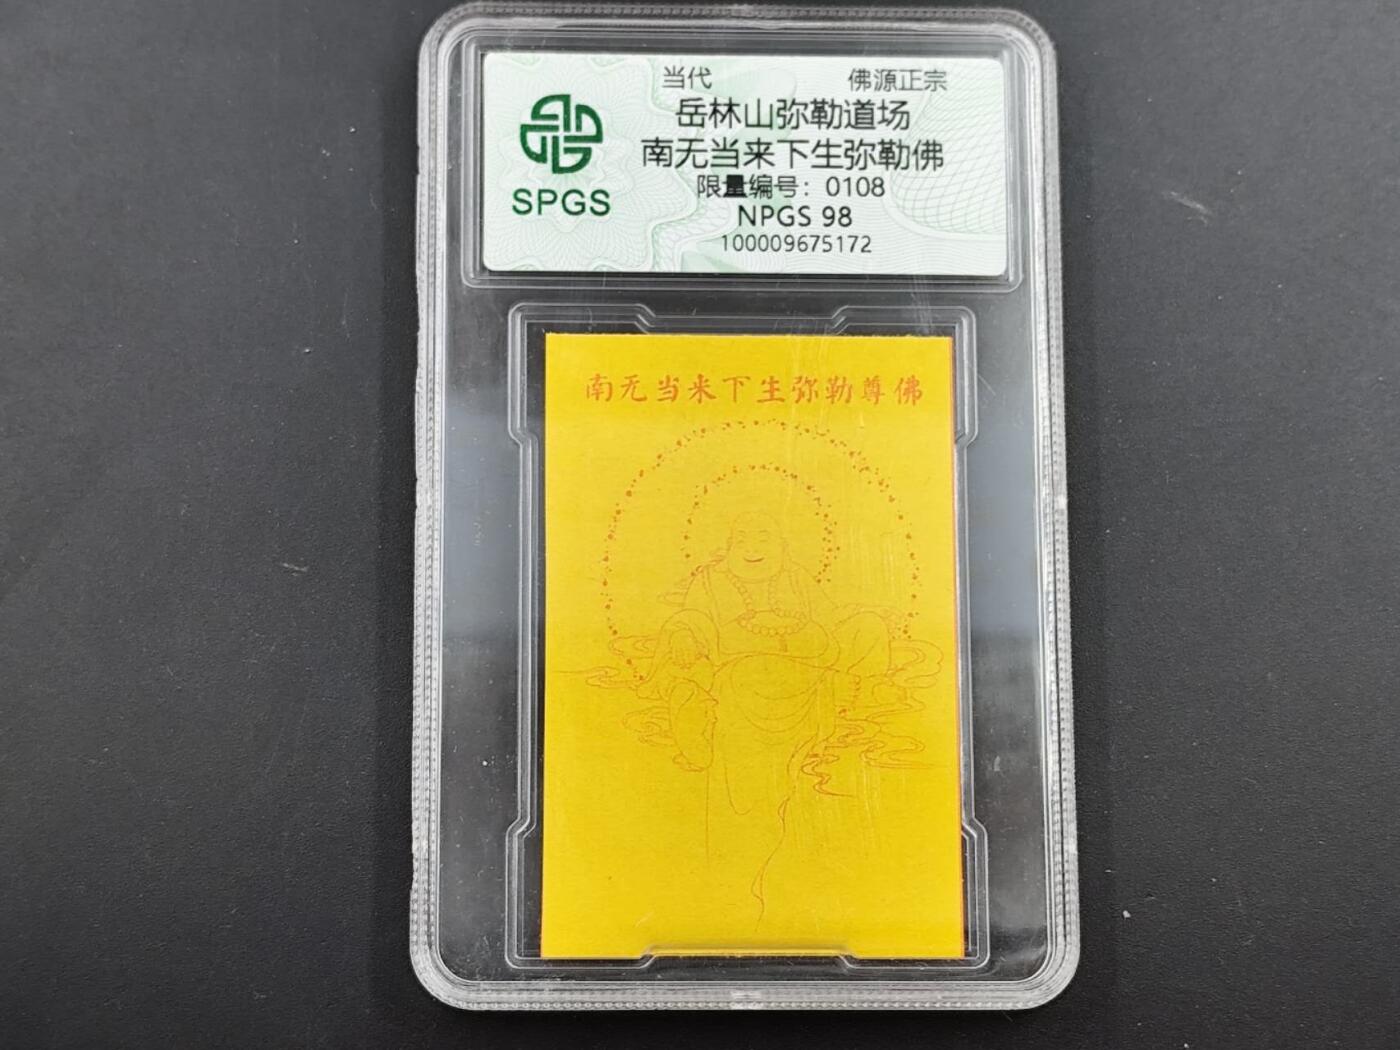 当代 佛源正宗
岳林山弥勒道场
南无当来下生弥勒佛
限量编号：0108
NPGS 98
100009675172
SPGS
南无当来下生弥勒尊佛